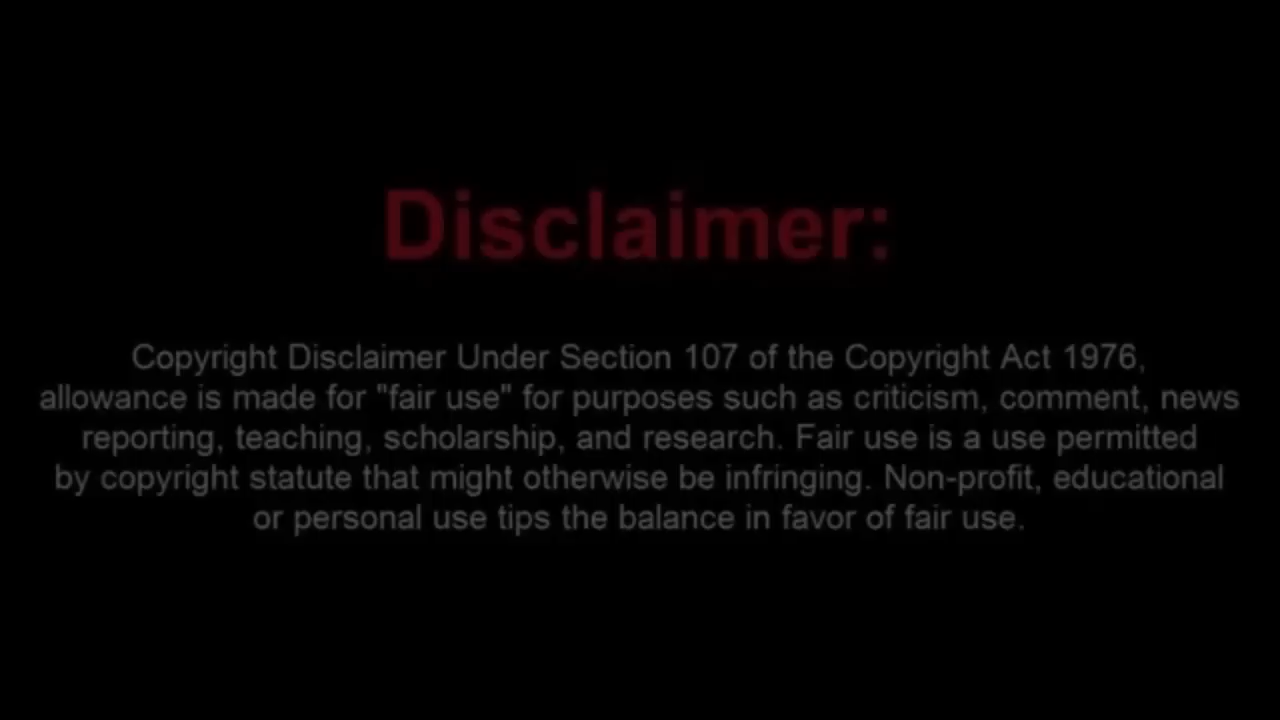 Disclaimer:
Copyright Disclaimer Under Section 107 of the Copyright Act 1976,
allowance is made for "fair use" for purposes such as criticism, comment, news
reporting, teaching, scholarship, and research. Fair use is a use permitted
by copyright statute that might otherwise be infringing. Non-profit, educational
or personal use tips the balance in favor of fair use.